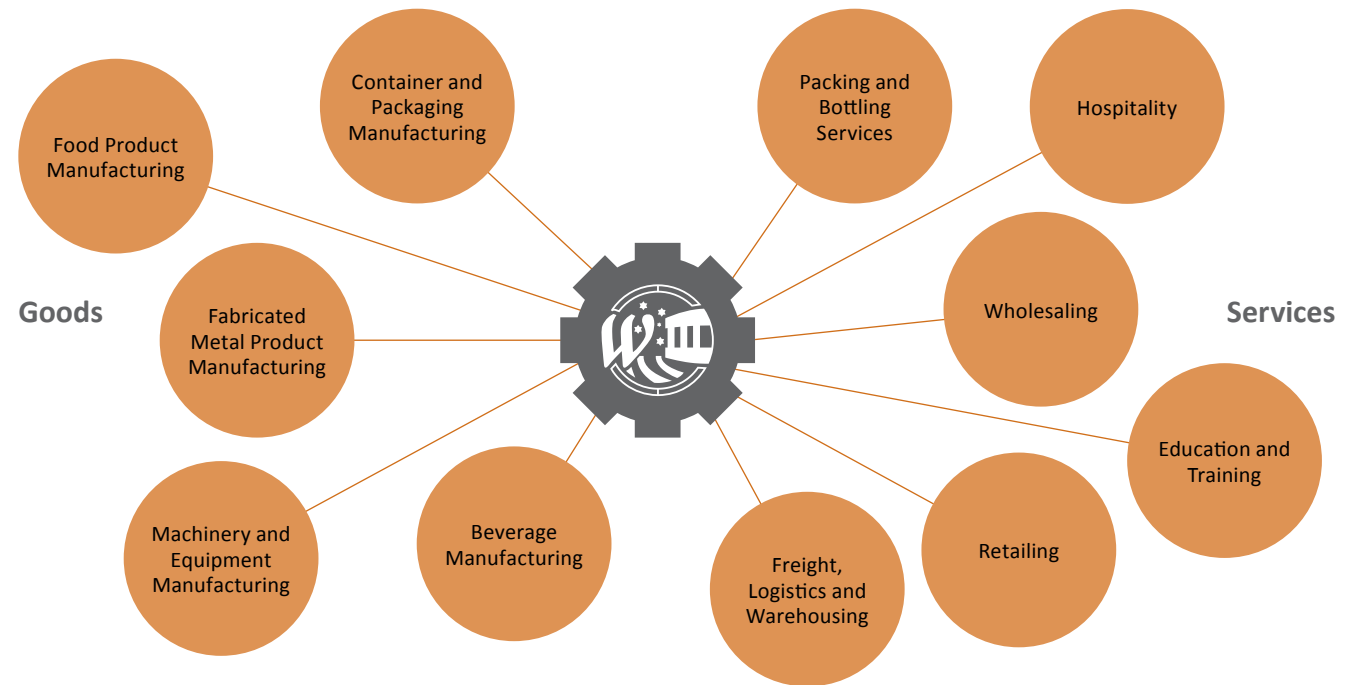 Container and
Packaging
Manufacturing
Packing and
Bottling
Services
Hospitality
Food Product
Manufacturing
Goods
Fabricated
Metal Product
Manufacturing
Wholesaling
Services
Education and
Training
Machinery and
Equipment
Manufacturing
Beverage
Manufacturing
Freight,
Logistics and
Warehousing
Retailing
W